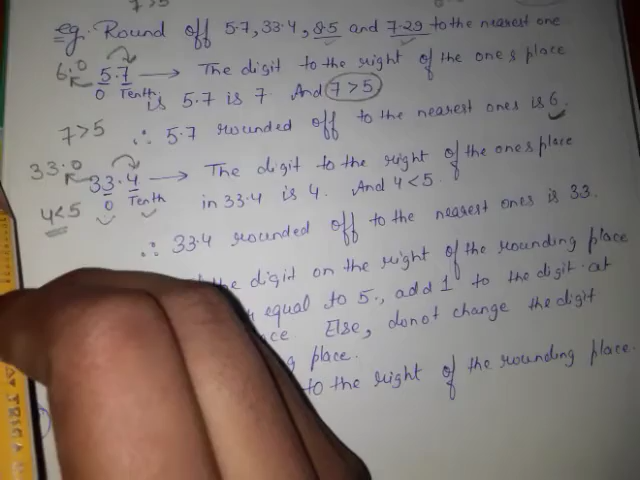 7>5
eg. Round off 5.7, 33.4, 8.5 and 7.29 to the nearest one
6.0 5.7 → The digit to the right of the ones place
O Tenth is 5.7 is 7. And 7>5
7>5 ∴ 5.7 rounded off to the nearest ones is 6.
33.0 33.4 → The digit to the right of the ones place
4<5 O Tenth in 33.4 is 4. And 4<5.
∴ 33.4 rounded off to the nearest ones is 33.
the digit on the right of the rounding place
equal to 5., add 1 to the digit at
Else, donot change the digit
place.
to the right of the rounding place.